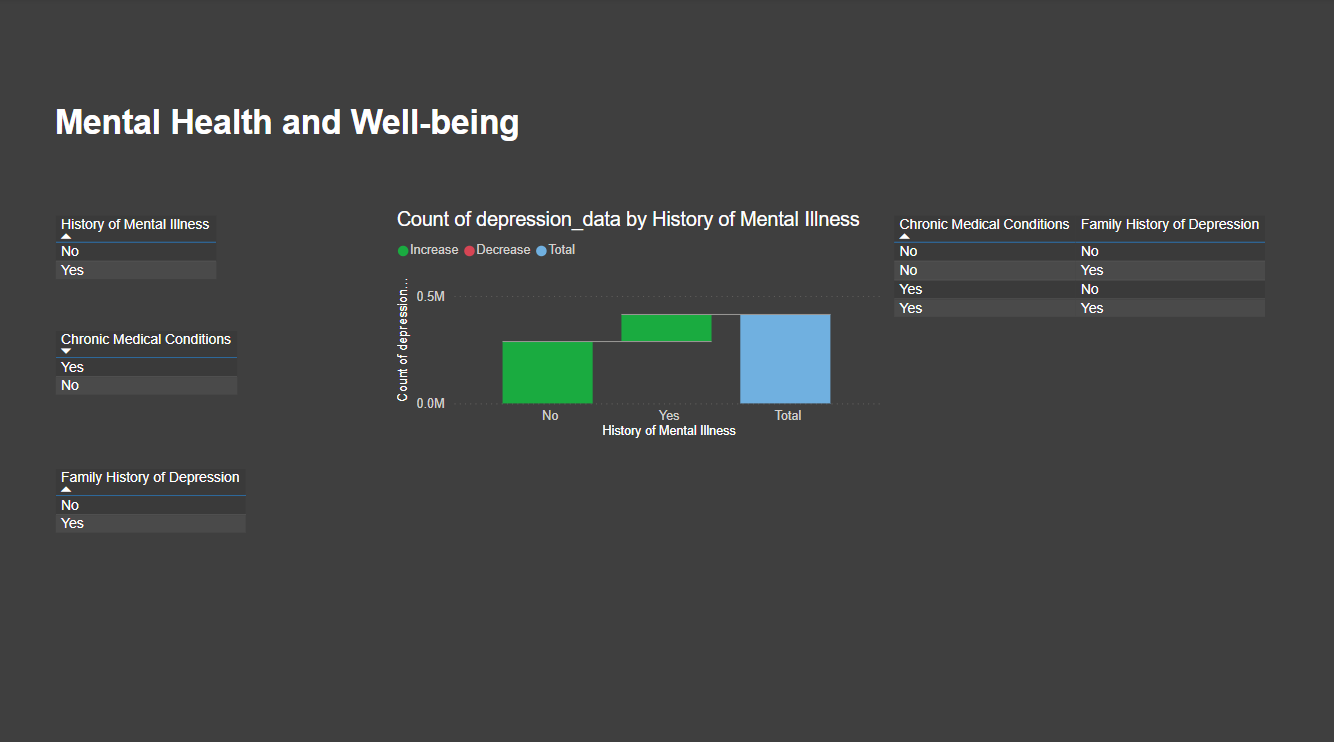 Mental Health and Well-being
History of Mental Illness
No
Yes
Chronic Medical Conditions
Yes
No
Family History of Depression
No
Yes
Count of depression_data by History of Mental Illness
Increase Decrease Total
Count of depression...
0.5M
0.0M
No Yes Total
History of Mental Illness
Chronic Medical Conditions Family History of Depression
No No
No Yes
Yes No
Yes Yes